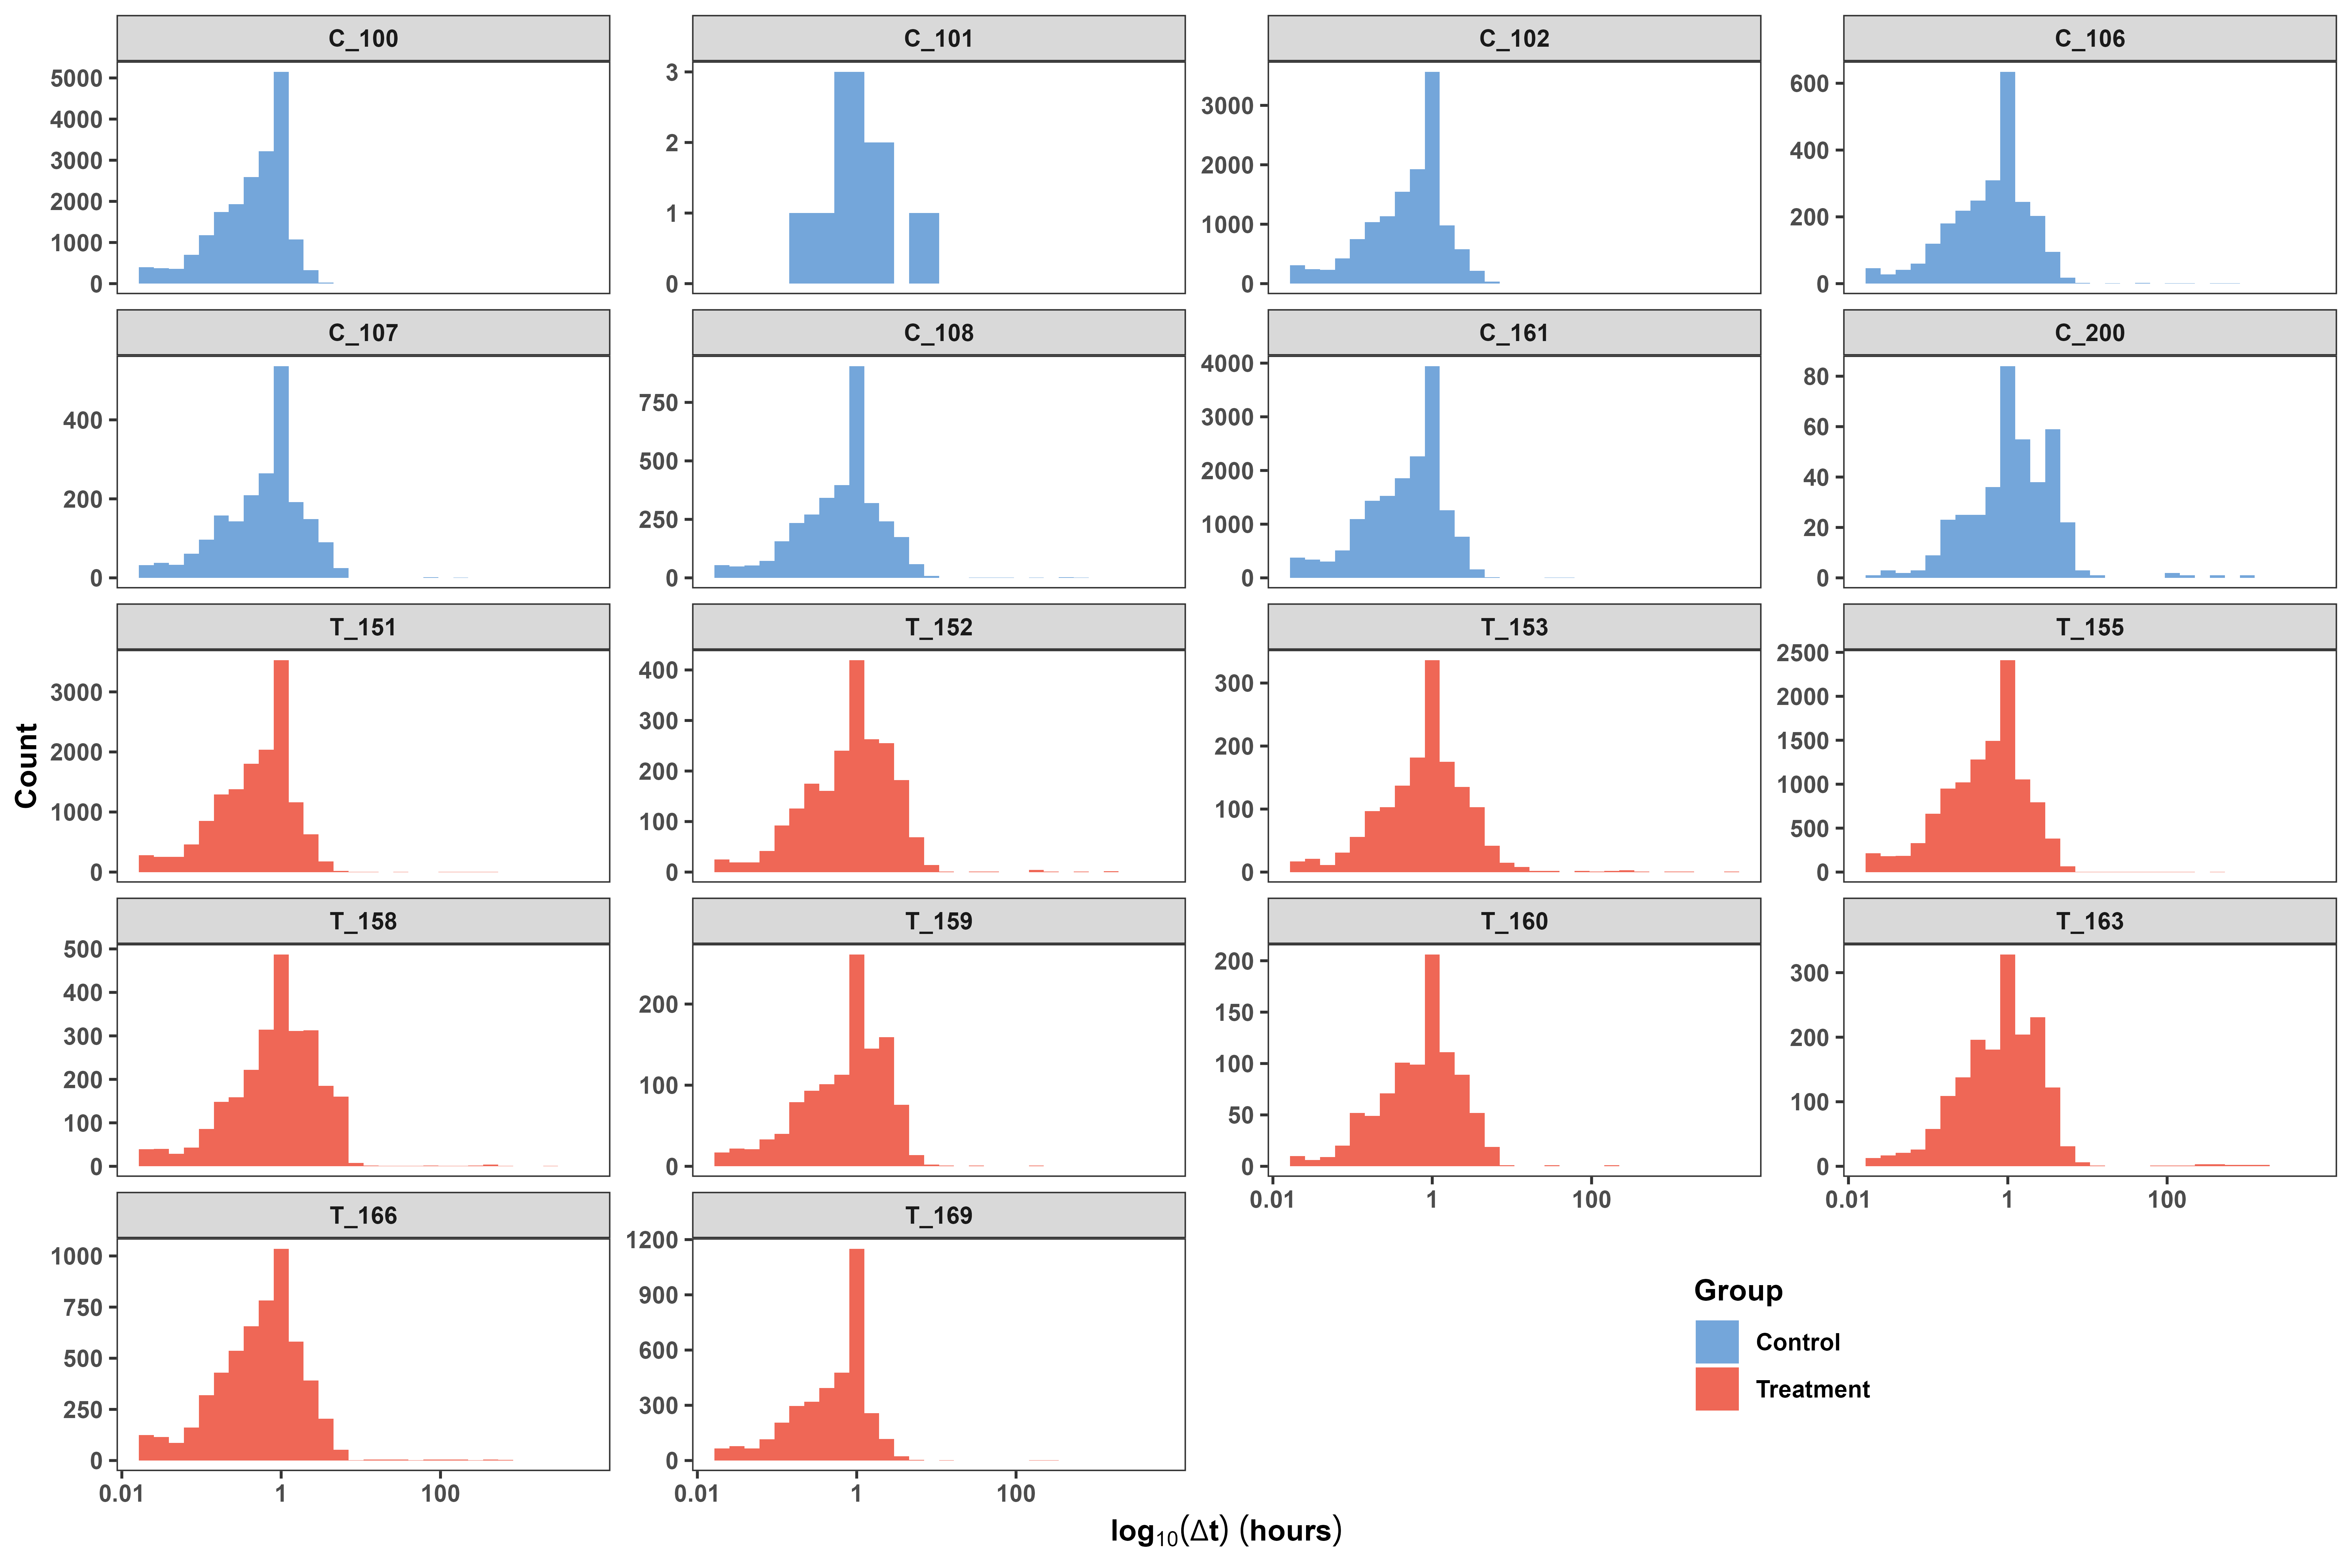 C_100 C_101 C_102 C_106
5000 4000 3000 2000 1000 0
3 2 1 0
3000 2000 1000 0
600 400 200 0
C_107 C_108 C_161 C_200
400 200 0
750 500 250 0
4000 3000 2000 1000 0
80 60 40 20 0
T_151 T_152 T_153 T_155
3000 2000 1000 0
400 300 200 100 0
300 200 100 0
2500 2000 1500 1000 500 0
Count
T_158 T_159 T_160 T_163
500 400 300 200 100 0
200 100 0
200 150 100 50 0
300 200 100 0
0.01 1 100
0.01 1 100
T_166 T_169
1000 750 500 250 0
1200 900 600 300 0
0.01 1 100
0.01 1 100
Group
Control
Treatment
log₁₀(Δt) (hours)